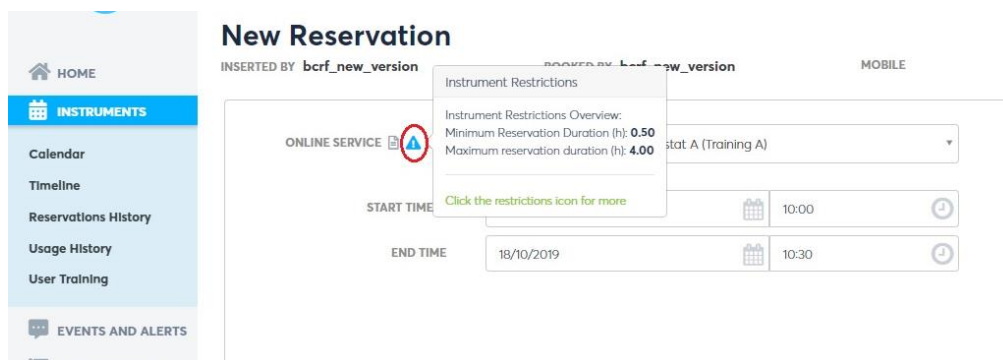 New Reservation
INSERTED BY bcrf_new_version BOOKED BY bcrf_new_version MOBILE
HOME
INSTRUMENTS
Calendar
Timeline
Reservations History
Usage History
User Training
EVENTS AND ALERTS
Instrument Restrictions
Instrument Restrictions Overview:
Minimum Reservation Duration (h): 0.50
Maximum reservation duration (h): 4.00
Click the restrictions icon for more
ONLINE SERVICE stat A (Training A)
START TIME 10:00
END TIME 18/10/2019 10:30